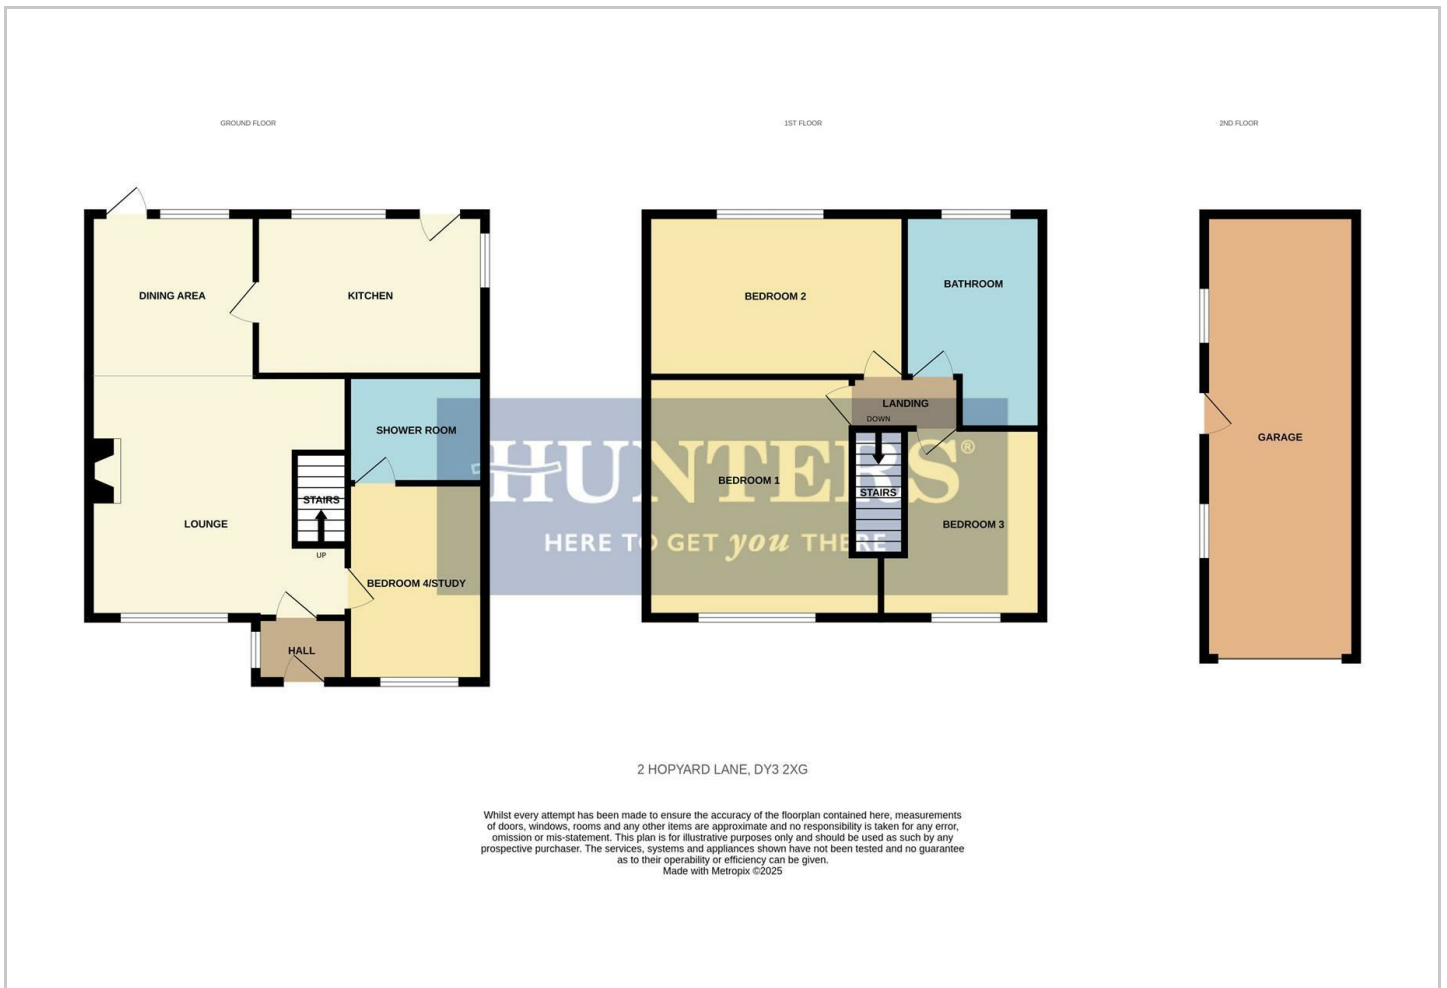 GROUND FLOOR
1ST FLOOR
2ND FLOOR
DINING AREA
KITCHEN
SHOWER ROOM
STAIRS
LOUNGE
UP
BEDROOM 4/STUDY
HALL
BEDROOM 2
BATHROOM
LANDING
DOWN
BEDROOM 1
STAIRS
BEDROOM 3
GARAGE
HUNTERS®
HERE TO GET you THERE
2 HOPYARD LANE, DY3 2XG
Whilst every attempt has been made to ensure the accuracy of the floorplan contained here, measurements
of doors, windows, rooms and any other items are approximate and no responsibility is taken for any error,
omission or mis-statement. This plan is for illustrative purposes only and should be used as such by any
prospective purchaser. The services, systems and appliances shown have not been tested and no guarantee
as to their operability or efficiency can be given.
Made with Metropix ©2025